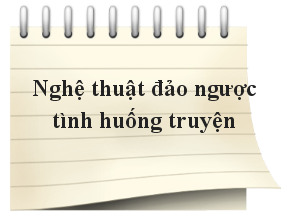 Nghệ thuật đảo ngược
tình huống truyện